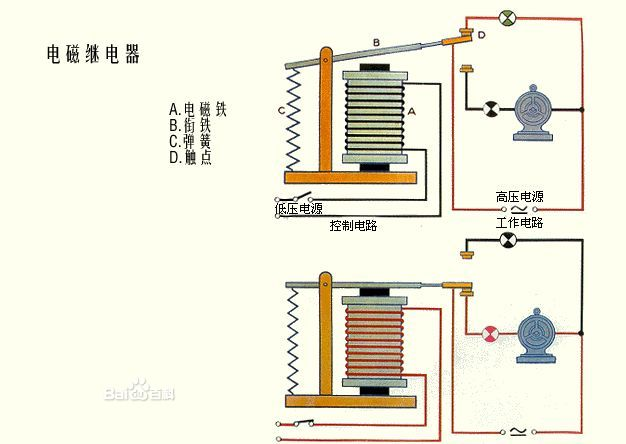 电磁继电器
A.电磁铁
B.衔铁
C.弹簧
D.触点
B
D
C
A
低压电源
控制电路
高压电源
工作电路
Bai百科